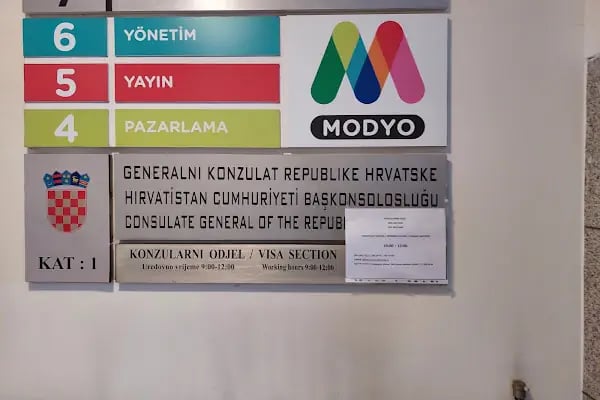 6 YÖNETİM
5 YAYIN
4 PAZARLAMA
MODYO
GENERALNI KONZULAT REPUBLIKE HRVATSKE
HIRVATİSTAN CUMHURİYETİ BAŞKONSOLOSLUĞU
CONSULATE GENERAL OF THE REPUB
KAT : 1
KONZULARNI ODJEL / VISA SECTION
Uredovno vrijeme 9:00-12:00 Working hours 9:00-12:00